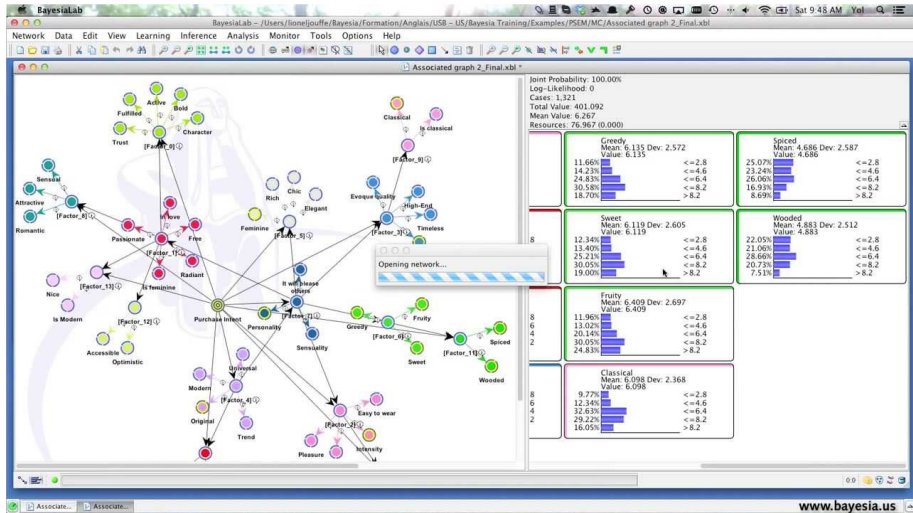 BayesiaLab
Sat 9:48 AM Yol
BayesiaLab - /Users/lioneljouffe/Bayesia/Formation/Anglais/USB - US/Bayesia Training/Examples/PSEM/MC/Associated graph 2_Final.xbl
Network Data Edit View Learning Inference Analysis Monitor Tools Options Help
Associated graph 2_Final.xbl *
Joint Probability: 100.00%
Log-Likelihood: 0
Cases: 1,321
Total Value: 401.092
Mean Value: 6.267
Resources: 76.967 (0.000)
Active
Bold
Fulfilled
Character
Trust
[Factor_0]
Classical
Is classical
[Factor_9]
Sensual
Attractive
Romantic
[Factor_8]
In love
Passionate
Free
[Factor_1]
Radiant
Is feminine
Chic
Rich
Elegant
Feminine
[Factor_5]
Evoque quality
High-End
[Factor_3]
Timeless
Opening network...
Nice
[Factor_13]
Is Modern
[Factor_12]
Accessible
Optimistic
It will please
others
Purchase Intent
Personality
[Factor_7]
Sensuality
Greedy
Fruity
[Factor_6]
Sweet
[Factor_11]
Spiced
Wooded
Universal
Modern
[Factor_4]
Original
Trend
Easy to wear
[Factor_2]
Pleasure
Intensity
Greedy
Mean: 6.135 Dev: 2.572
Value: 6.135
11.66% <=2.8
14.23% <=4.6
24.83% <=6.4
30.58% <=8.2
18.70% >8.2
Spiced
Mean: 4.686 Dev: 2.587
Value: 4.686
25.07% <=2.8
23.24% <=4.6
26.06% <=6.4
16.93% <=8.2
8.69% >8.2
Sweet
Mean: 6.119 Dev: 2.605
Value: 6.119
12.34% <=2.8
13.40% <=4.6
25.21% <=6.4
30.05% <=8.2
19.00% >8.2
Wooded
Mean: 4.883 Dev: 2.512
Value: 4.883
22.05% <=2.8
21.06% <=4.6
28.66% <=6.4
20.73% <=8.2
7.51% >8.2
Fruity
Mean: 6.409 Dev: 2.697
Value: 6.409
11.96% <=2.8
13.02% <=4.6
20.14% <=6.4
30.05% <=8.2
24.83% >8.2
Classical
Mean: 6.098 Dev: 2.368
Value: 6.098
9.77% <=2.8
12.34% <=4.6
32.63% <=6.4
29.22% <=8.2
16.05% >8.2
0:0
Associate... Associate...
www.bayesia.us